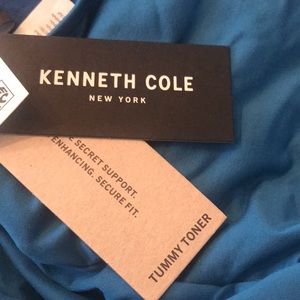 KENNETH COLE
NEW YORK
SECRET SUPPORT.
ENHANCING. SECURE FIT.
TUMMY TONER